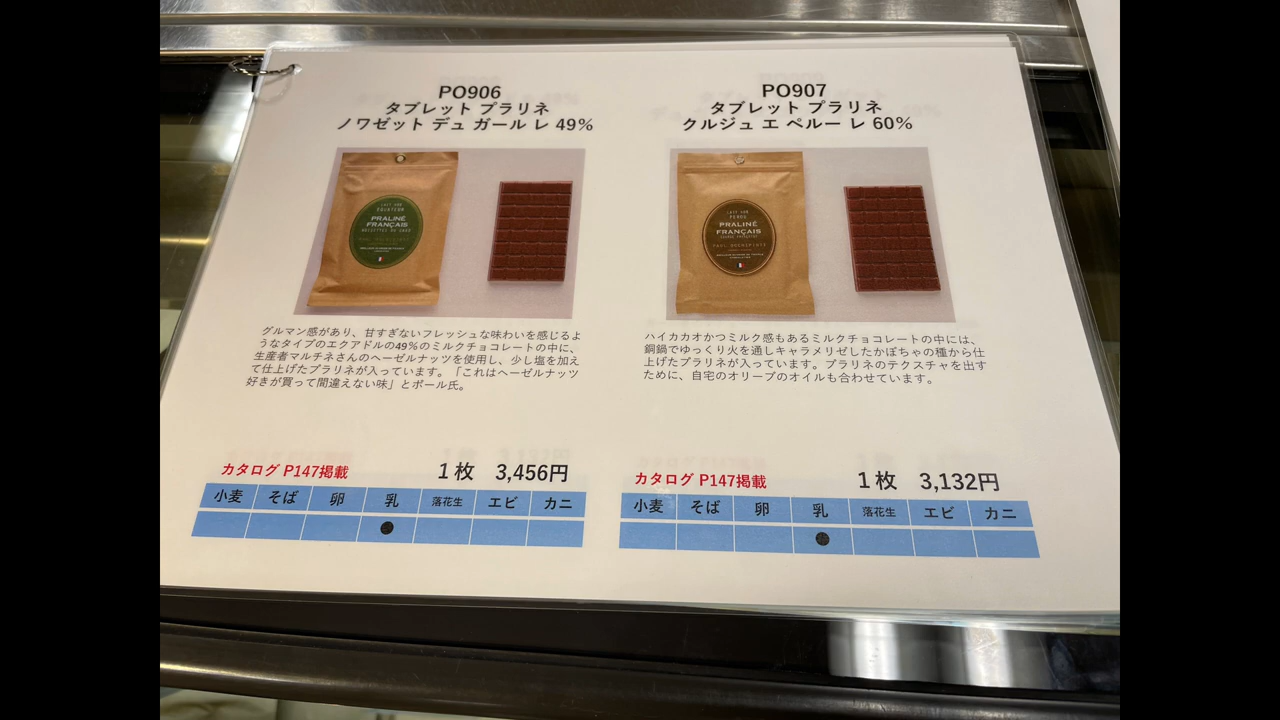 PO906
タブレット プラリネ
ノワゼット デュ ガール レ 49%
LAIT 49%
EQUATEUR
PRALINÉ
FRANÇAIS
NOISETTES DU GARD
グルマン感があり、甘すぎないフレッシュな味わいを感じるよ
うなタイプのエクアドルの49%のミルクチョコレートの中に、
生産者マルチネさんのヘーゼルナッツを使用し、少し塩を加え
て仕上げたプラリネが入っています。「これはヘーゼルナッツ
好きが買って間違えない味」とポール氏。
カタログ P147掲載
1枚 3,456円
小麦 そば 卵 乳 落花生 エビ カニ
●
PO907
タブレット プラリネ
クルジュ エ ペルー レ 60%
PEROU
PRALINÉ
FRANÇAIS
ハイカカオかつミルク感もあるミルクチョコレートの中には、
銅鍋でゆっくり火を通しキャラメリゼしたかぼちゃの種から仕
上げたプラリネが入っています。プラリネのテクスチャを出す
ために、自宅のオリーブのオイルも合わせています。
カタログ P147掲載
1枚 3,132円
小麦 そば 卵 乳 落花生 エビ カニ
●